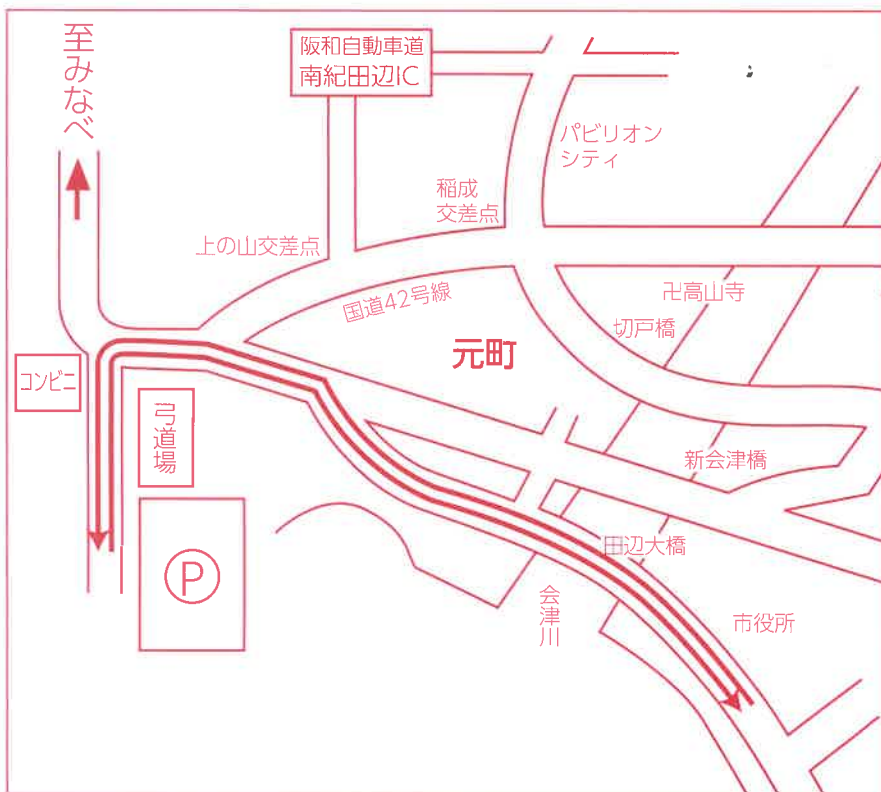 至みなべ
阪和自動車道
南紀田辺IC
パビリオン
シティ
稲成
交差点
上の山交差点
国道42号線
卍高山寺
切戸橋
元町
コンビニ
弓道場
新会津橋
田辺大橋
P
会津川
市役所